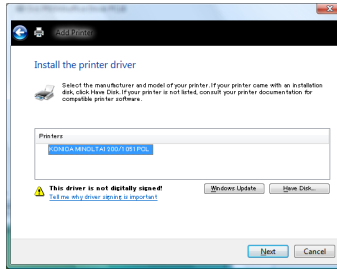 Add Printer
Install the printer driver
Select the manufacturer and model of your printer. If your printer came with an installation
disk, click Have Disk. If your printer is not listed, consult your printer documentation for
compatible printer software.
Printers
KONICA MINOLTA1200/1051PCL
This driver is not digitally signed!
Windows Update
Have Disk...
Tell me why driver signing is important
Next
Cancel